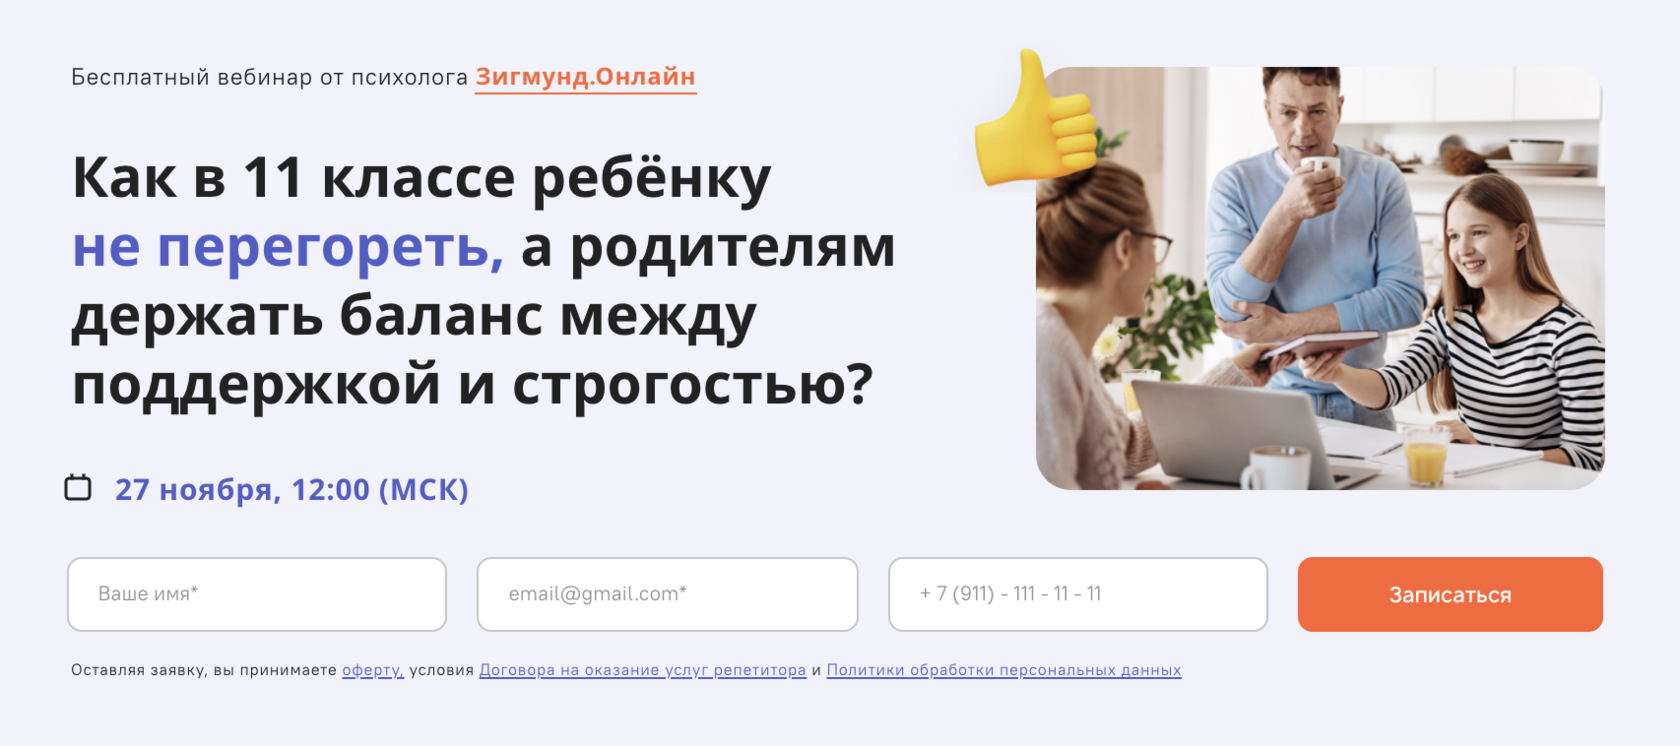 Бесплатный вебинар от психолога Зигмунд.Онлайн
Как в 11 классе ребёнку
не перегореть, а родителям
держать баланс между
поддержкой и строгостью?
27 ноября, 12:00 (МСК)
Ваше имя*
email@gmail.com*
+ 7 (911) - 111 - 11 - 11
Записаться
Оставляя заявку, вы принимаете оферту, условия Договора на оказание услуг репетитора и Политики обработки персональных данных